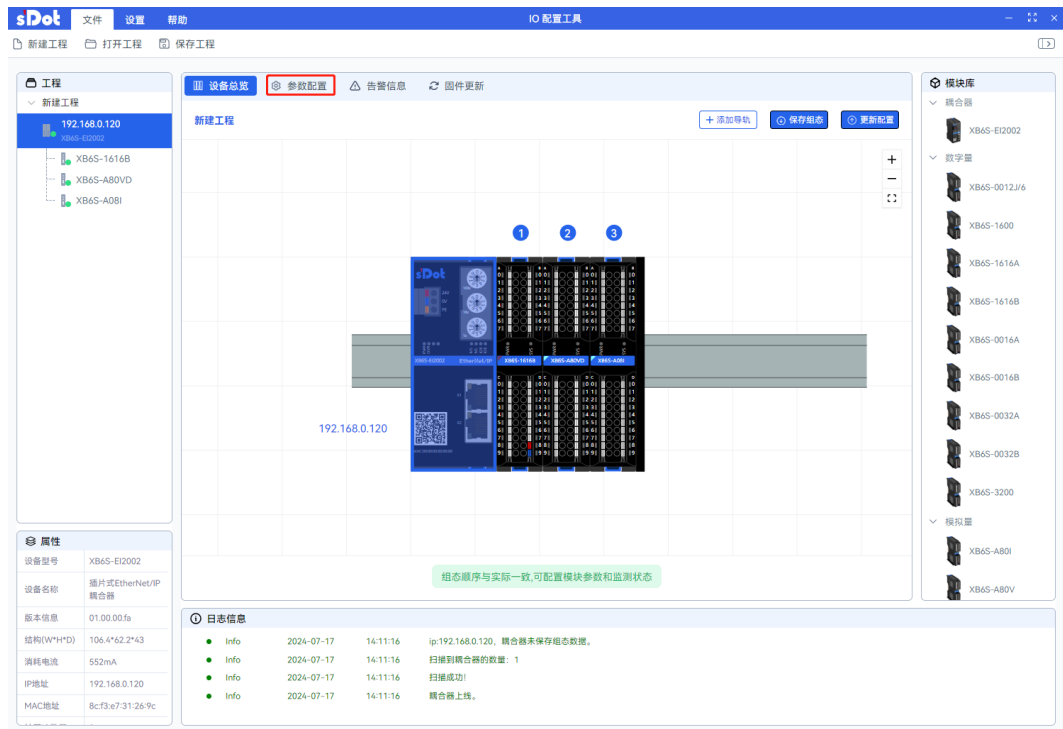 sDot 文件 设置 帮助 IO 配置工具
新建工程 打开工程 保存工程
工程
新建工程
192.168.0.120
XB6S-EI2002
XB6S-1616B
XB6S-A80VD
XB6S-A08I
设备总览 参数配置 告警信息 固件更新
新建工程 添加导轨 保存组态 更新配置
1 2 3
sDot
XB6S-EI2002 EtherNet/IP XB6S-1616B XB6S-A80VD XB6S-A08I
192.168.0.120
组态顺序与实际一致,可配置模块参数和监测状态
模块库
耦合器
XB6S-EI2002
数字量
XB6S-0012J/6
XB6S-1600
XB6S-1616A
XB6S-1616B
XB6S-0016A
XB6S-0016B
XB6S-0032A
XB6S-0032B
XB6S-3200
模拟量
XB6S-A80I
XB6S-A80V
属性
设备型号 XB6S-EI2002
设备名称 插片式EtherNet/IP
耦合器
版本信息 01.00.00.fa
结构(W*H*D) 106.4*62.2*43
消耗电流 552mA
IP地址 192.168.0.120
MAC地址 8c:f3:e7:31:26:9c
日志信息
Info 2024-07-17 14:11:16 ip:192.168.0.120, 耦合器未保存组态数据。
Info 2024-07-17 14:11:16 扫描到耦合器的数量: 1
Info 2024-07-17 14:11:16 扫描成功!
Info 2024-07-17 14:11:16 耦合器上线。